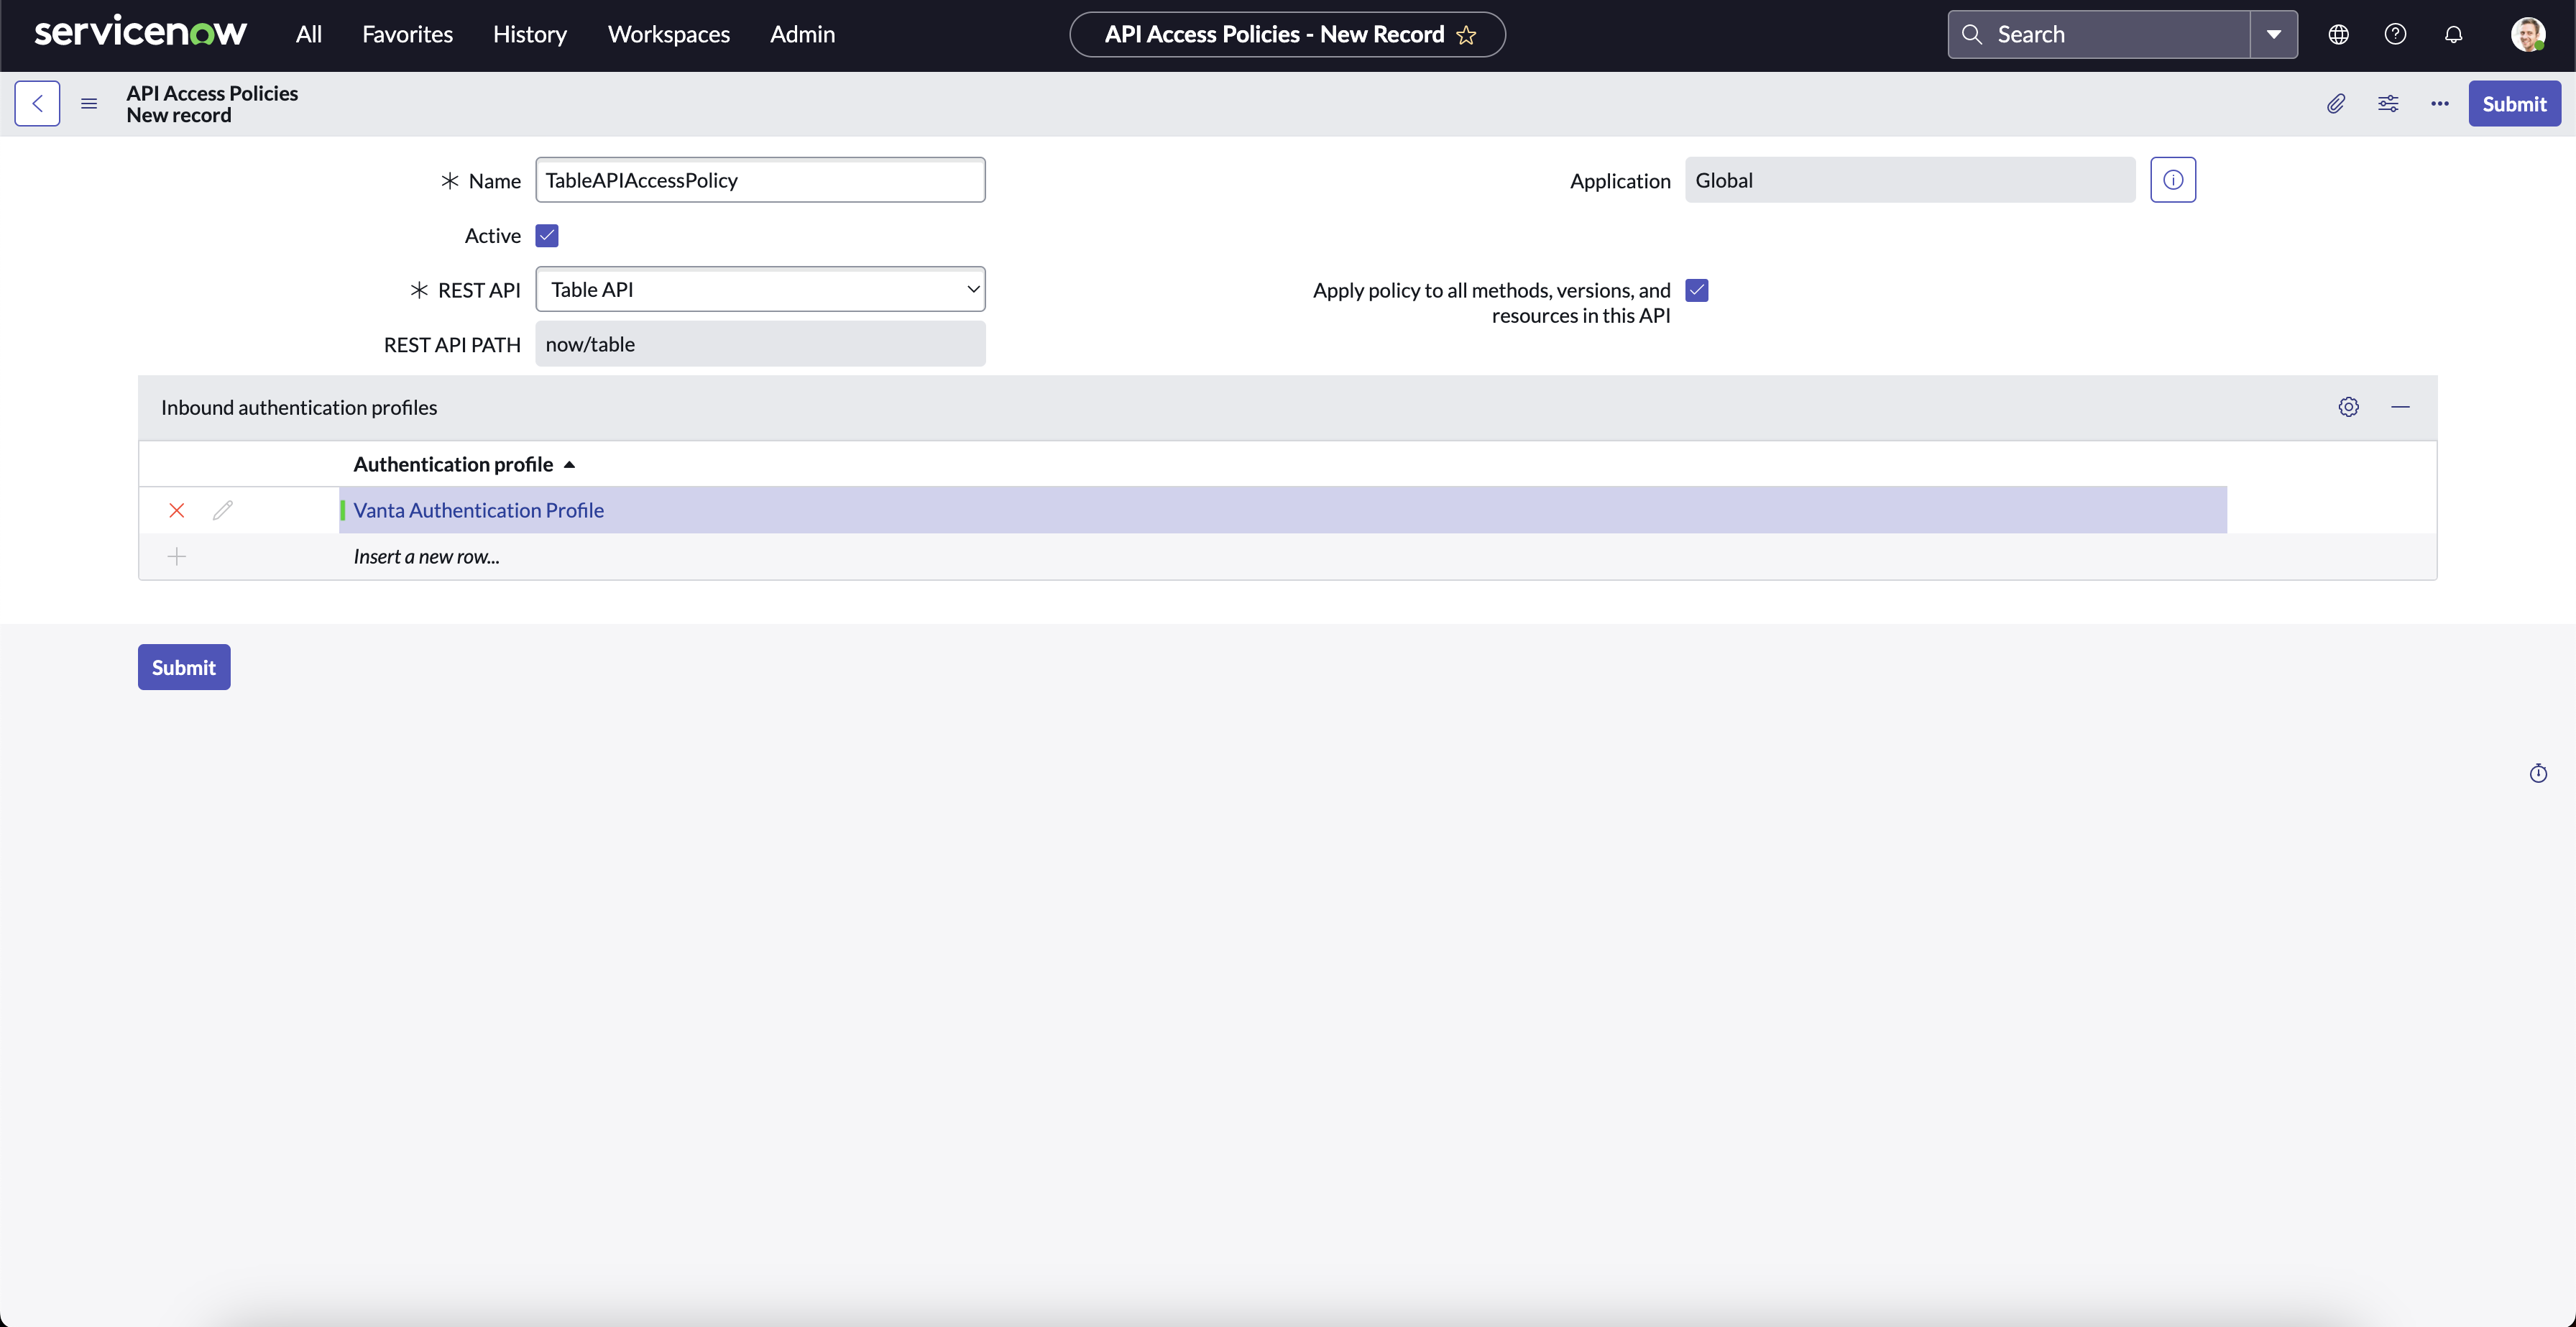 servicenow
All
Favorites
History
Workspaces
Admin
API Access Policies - New Record
Search
API Access Policies
New record
Submit
Name
TableAPIAccessPolicy
Application
Global
Active
REST API
Table API
Apply policy to all methods, versions, and
resources in this API
REST API PATH
now/table
Inbound authentication profiles
Authentication profile
Vanta Authentication Profile
Insert a new row...
Submit